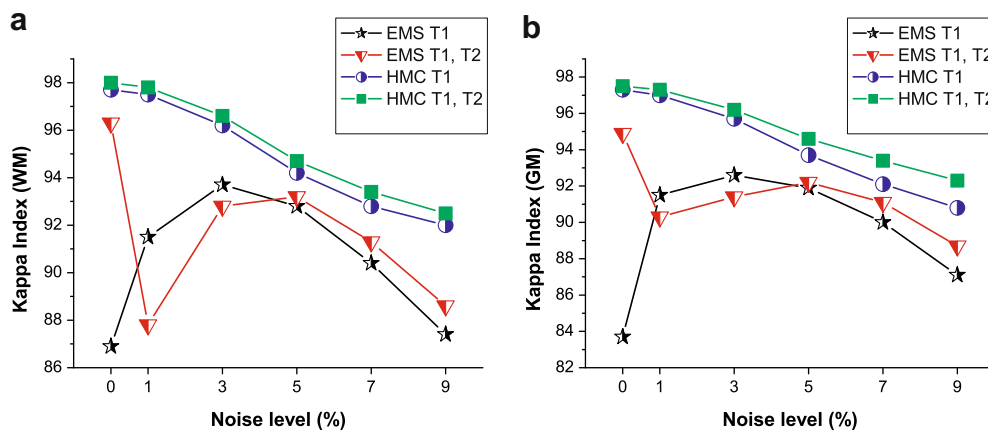 a
EMS T1
EMS T1, T2
HMC T1
HMC T1, T2
98
96
94
92
90
88
86
Kappa Index (WM)
0 1 3 5 7 9
Noise level (%)
b
EMS T1
EMS T1, T2
HMC T1
HMC T1, T2
98
96
94
92
90
88
86
84
82
Kappa Index (GM)
0 1 3 5 7 9
Noise level (%)